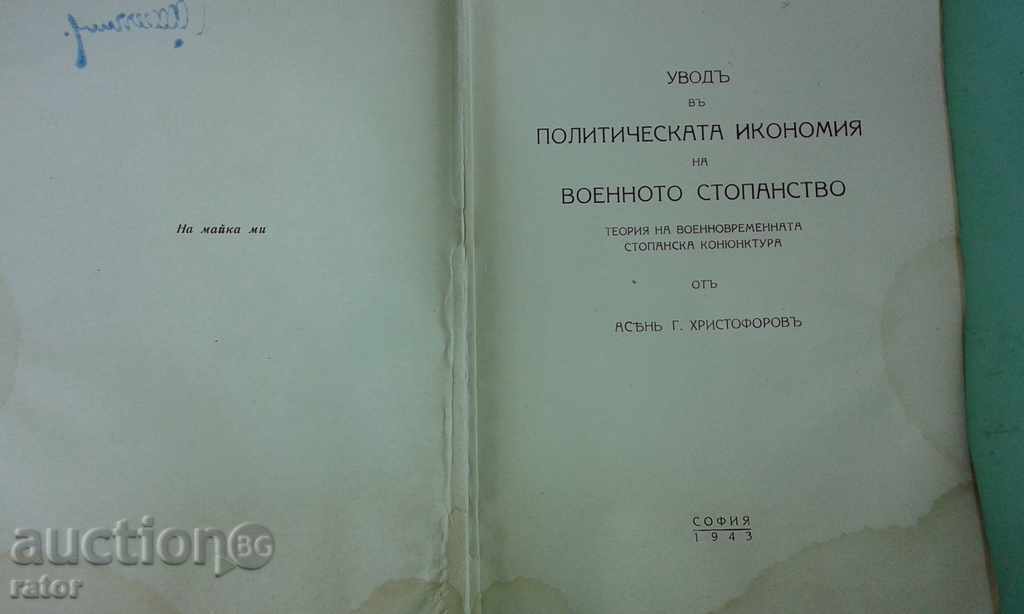 На майка ми
УВОДЪ
ВЪ
ПОЛИТИЧЕСКАТА ИКОНОМИЯ
НА
ВОЕННОТО СТОПАНСТВО
ТЕОРИЯ НА ВОЕННОВРЕМЕННАТА
СТОПАНСКА КОНЮНКТУРА
ОТЪ
АСѢНЬ Г. ХРИСТОФОРОВЪ
СОФИЯ
1943
auction BG
rator